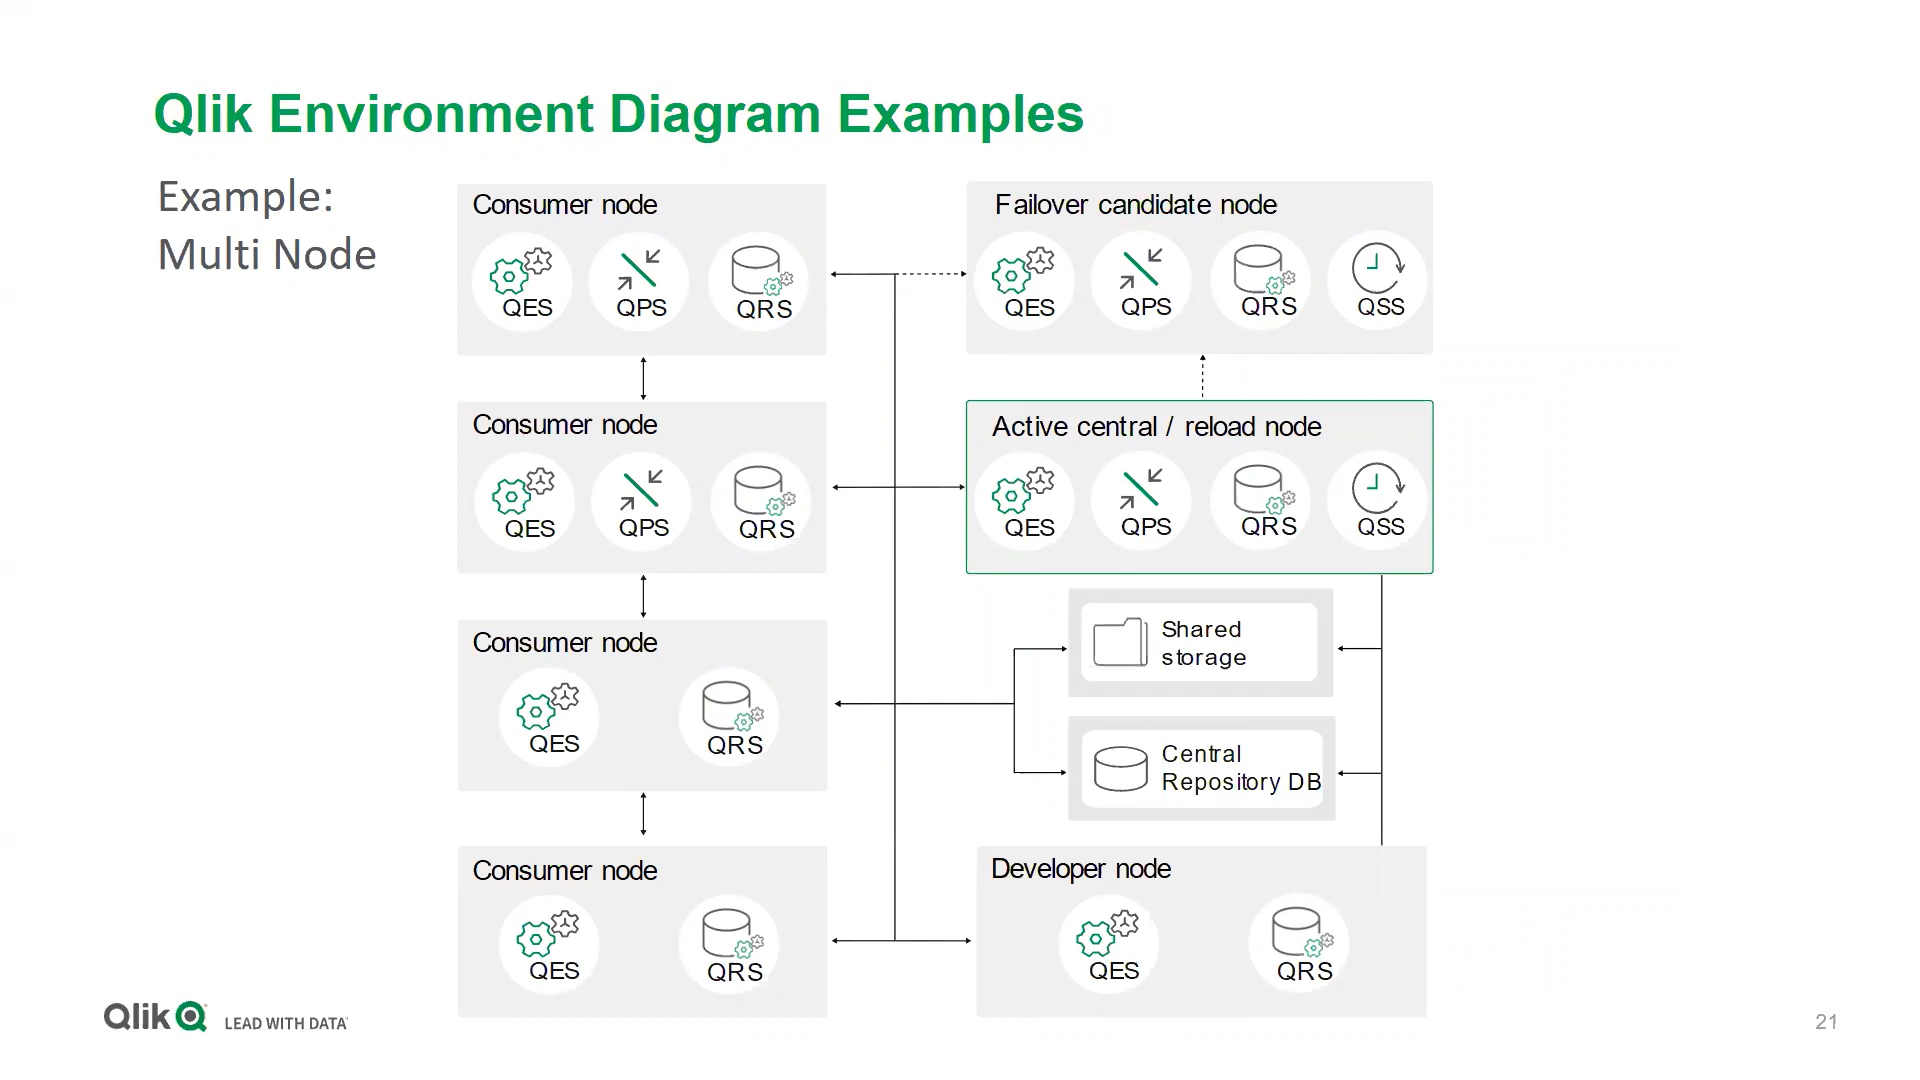 Qlik Environment Diagram Examples
Example:
Multi Node
Consumer node
QES
QPS
QRS
Failover candidate node
QES
QPS
QRS
QSS
Consumer node
QES
QPS
QRS
Active central / reload node
QES
QPS
QRS
QSS
Consumer node
QES
QRS
Shared
storage
Central
Repository DB
Consumer node
QES
QRS
Developer node
QES
QRS
Qlik LEAD WITH DATA
21